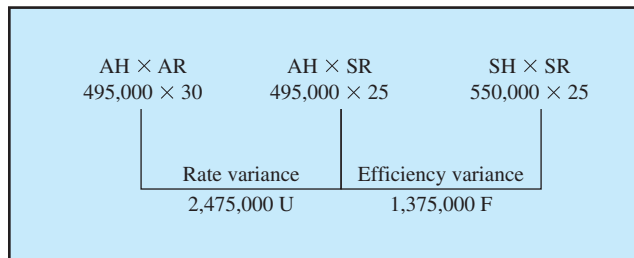 AH × AR AH × SR SH × SR
495,000 × 30 495,000 × 25 550,000 × 25
Rate variance Efficiency variance
2,475,000 U 1,375,000 F